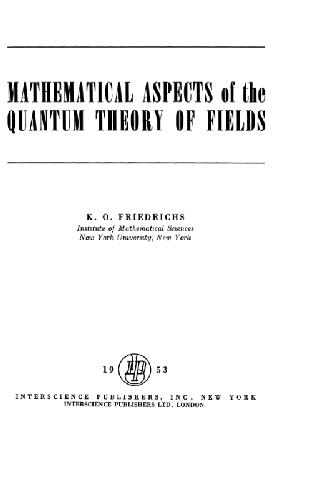 MATHEMATICAL ASPECTS of the
QUANTUM THEORY OF FIELDS
K. O. FRIEDRICHS
Institute of Mathematical Sciences
New York University, New York
19 53
INTERSCIENCE PUBLISHERS, INC. NEW YORK
INTERSCIENCE PUBLISHERS LTD. LONDON